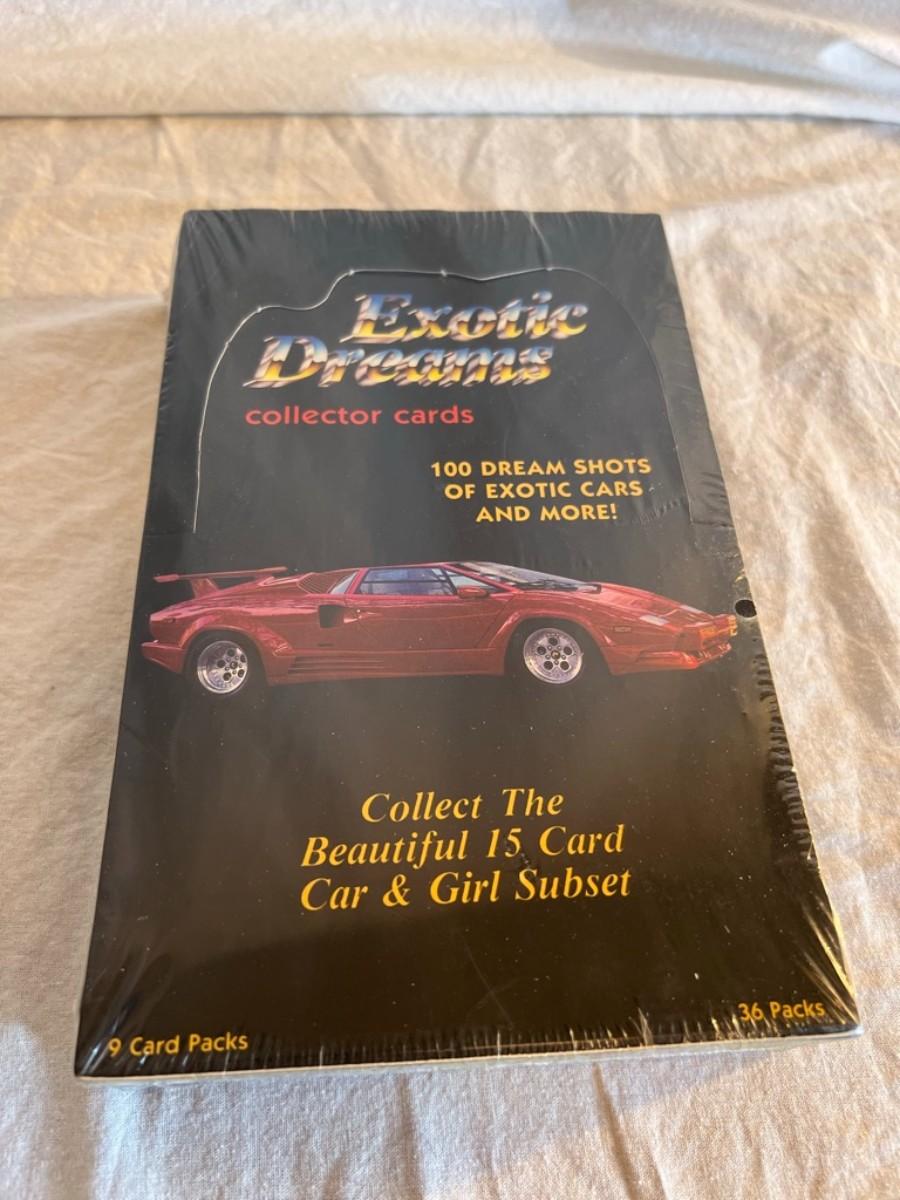 Exotic
Dreams
collector cards
100 DREAM SHOTS
OF EXOTIC CARS
AND MORE!
Collect The
Beautiful 15 Card
Car & Girl Subset
9 Card Packs
36 Packs